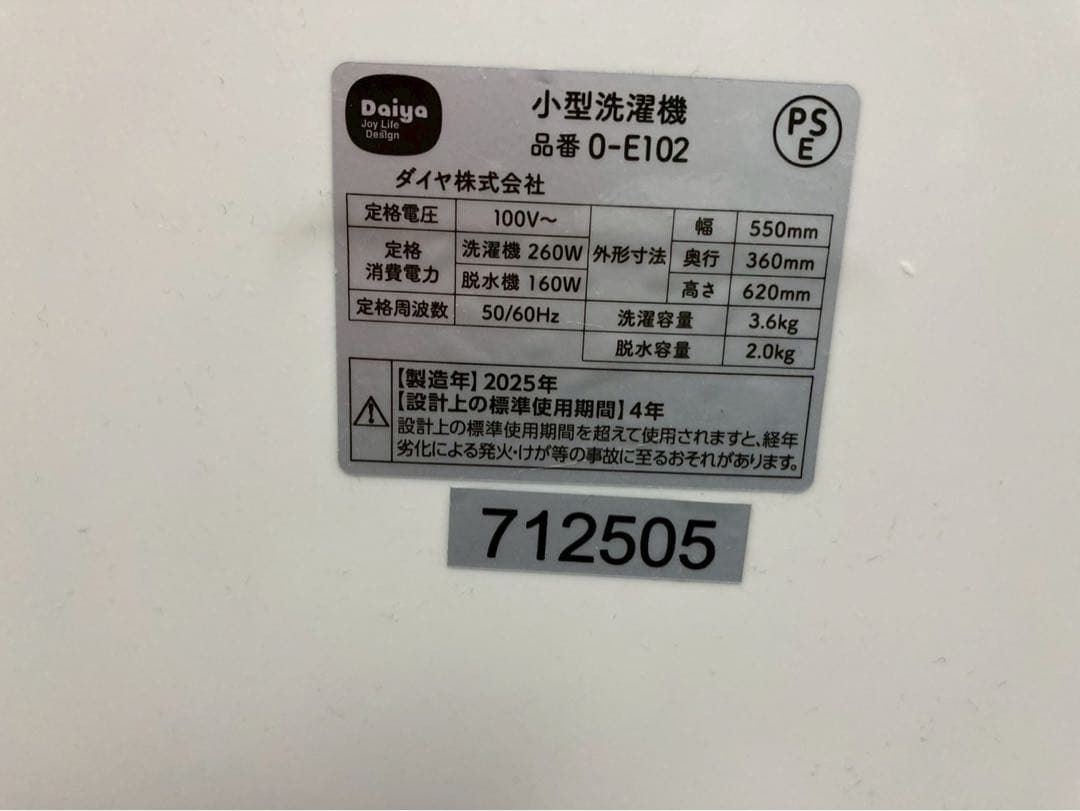 Daiya
Joy Life
Design
小型洗濯機
品番 0-E102
PSE
ダイヤ株式会社
定格電圧 100V～
定格消費電力 洗濯機 260W
脱水機 160W
定格周波数 50/60Hz
外形寸法 幅 550mm
奥行 360mm
高さ 620mm
洗濯容量 3.6kg
脱水容量 2.0kg
【製造年】2025年
【設計上の標準使用期間】4年
設計上の標準使用期間を超えて使用されますと、経年
劣化による発火・けが等の事故に至るおそれがあります。
712505